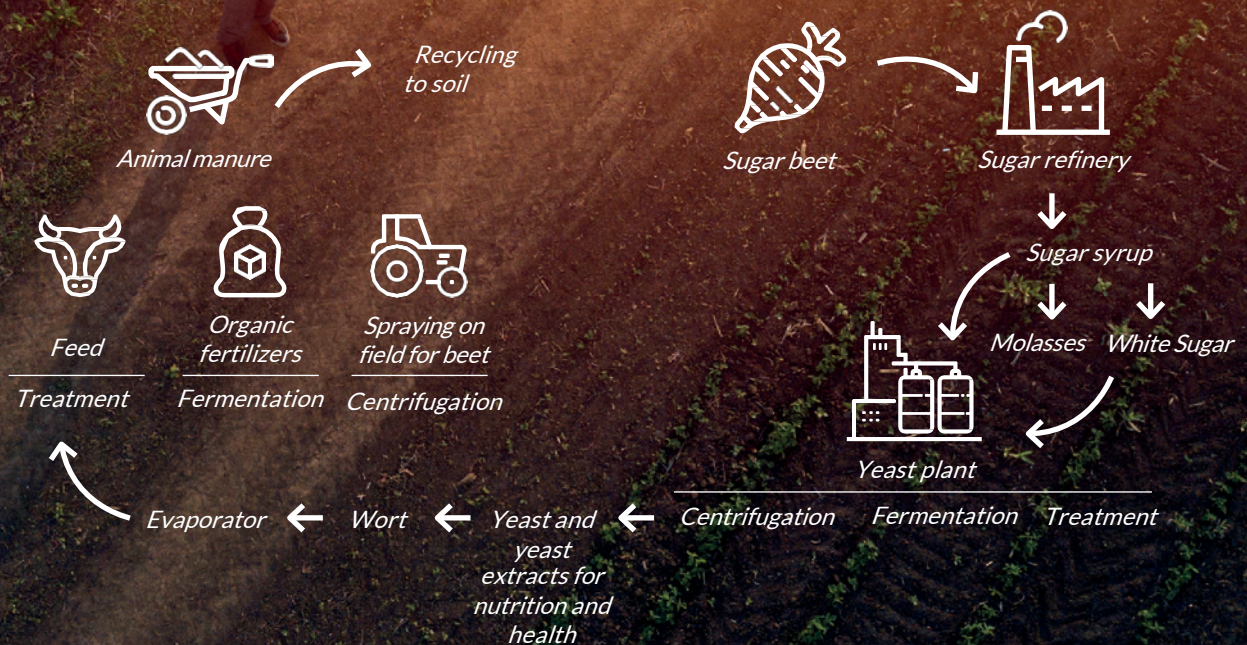 Recycling
to soil
Animal manure
Sugar beet
Sugar refinery
Sugar syrup
Molasses
White Sugar
Feed
Organic
fertilizers
Spraying on
field for beet
Treatment
Fermentation
Centrifugation
Yeast plant
Evaporator
Wort
Yeast and
yeast
extracts for
nutrition and
health
Centrifugation
Fermentation
Treatment